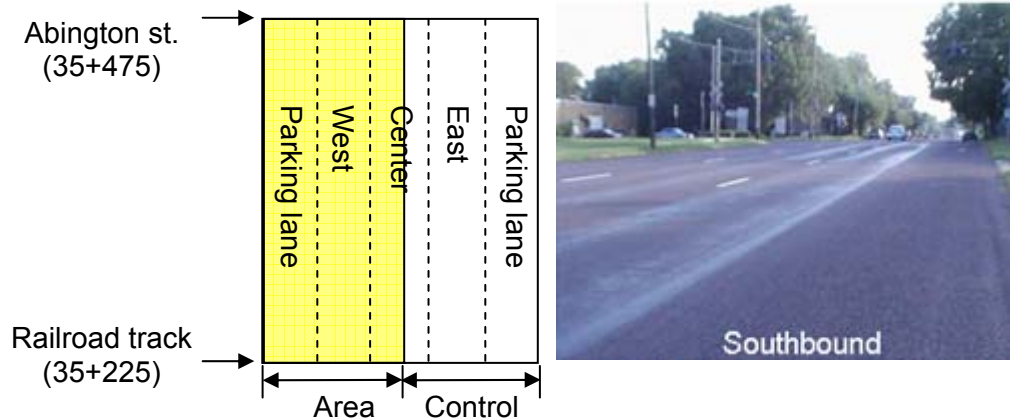 Abington st.
(35+475)
Parking lane
West
Center
East
Parking lane
Railroad track
(35+225)
Area
Control
Southbound